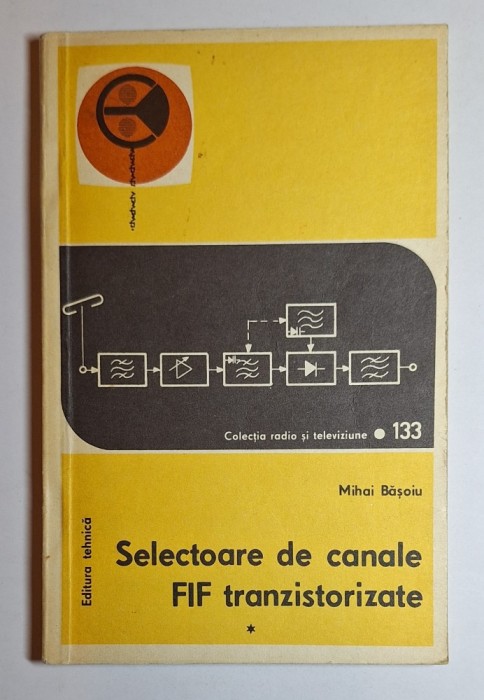 Colecția radio și televiziune ● 133
Mihai Bășoiu
Editura tehnică
Selectoare de canale
FIF tranzistorizate
*